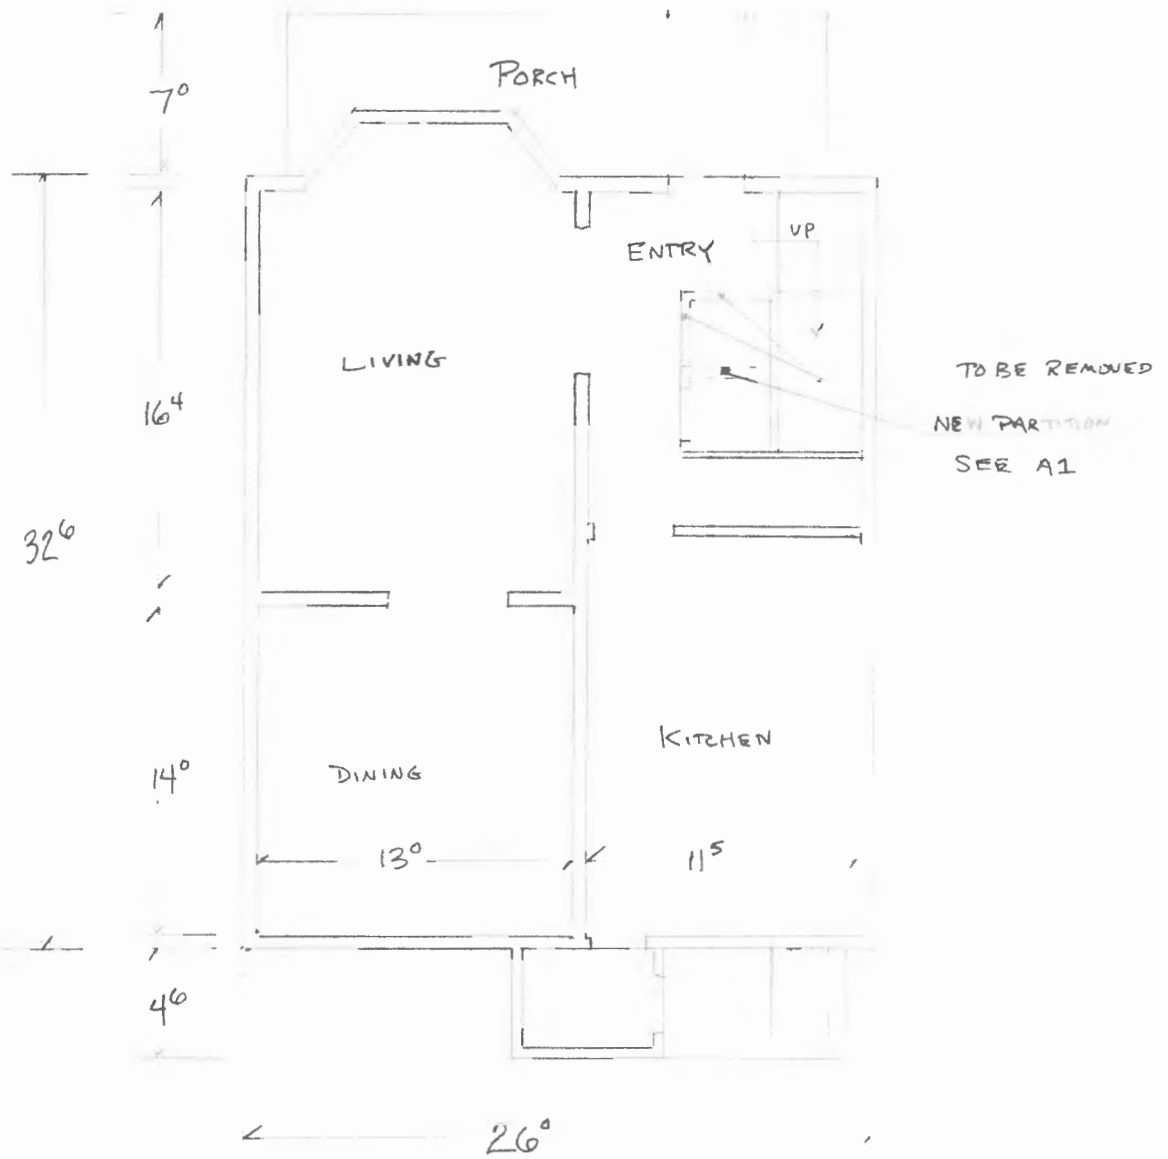 PORCH
7⁰
UP
ENTRY
LIVING
TO BE REMOVED
16⁴
NEW PARTITION
SEE A1
32⁶
KITCHEN
14⁰
DINING
13⁰
11⁵
4⁶
26⁰